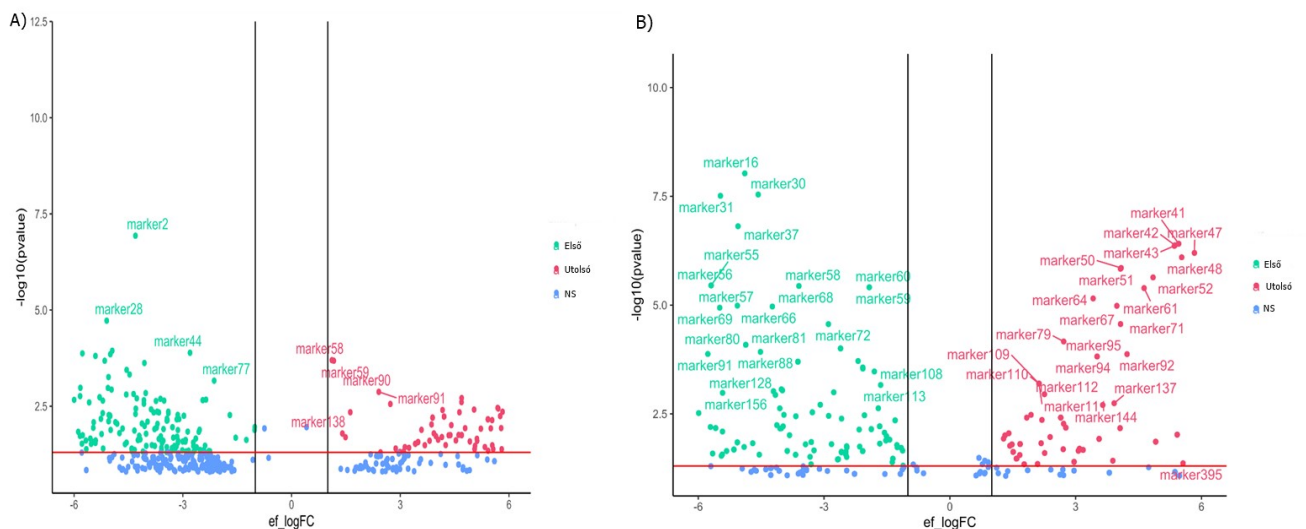 A)
-log10(pvalue)
12.5
10.0
7.5
5.0
2.5
marker2
marker28
marker44
marker77
marker58
marker59
marker90
marker91
marker138
-6
-3
0
3
6
ef_logFC
Első
Utolsó
NS
B)
-log10(pvalue)
10.0
7.5
5.0
2.5
marker16
marker30
marker31
marker37
marker55
marker56
marker58
marker60
marker57
marker68
marker59
marker69
marker66
marker72
marker80
marker81
marker91
marker88
marker108
marker128
marker113
marker156
marker41
marker42
marker47
marker43
marker50
marker48
marker51
marker52
marker64
marker61
marker67
marker71
marker79
marker95
marker109
marker94
marker92
marker110
marker112
marker137
marker144
marker395
-6
-3
0
3
6
ef_logFC
Első
Utolsó
NS